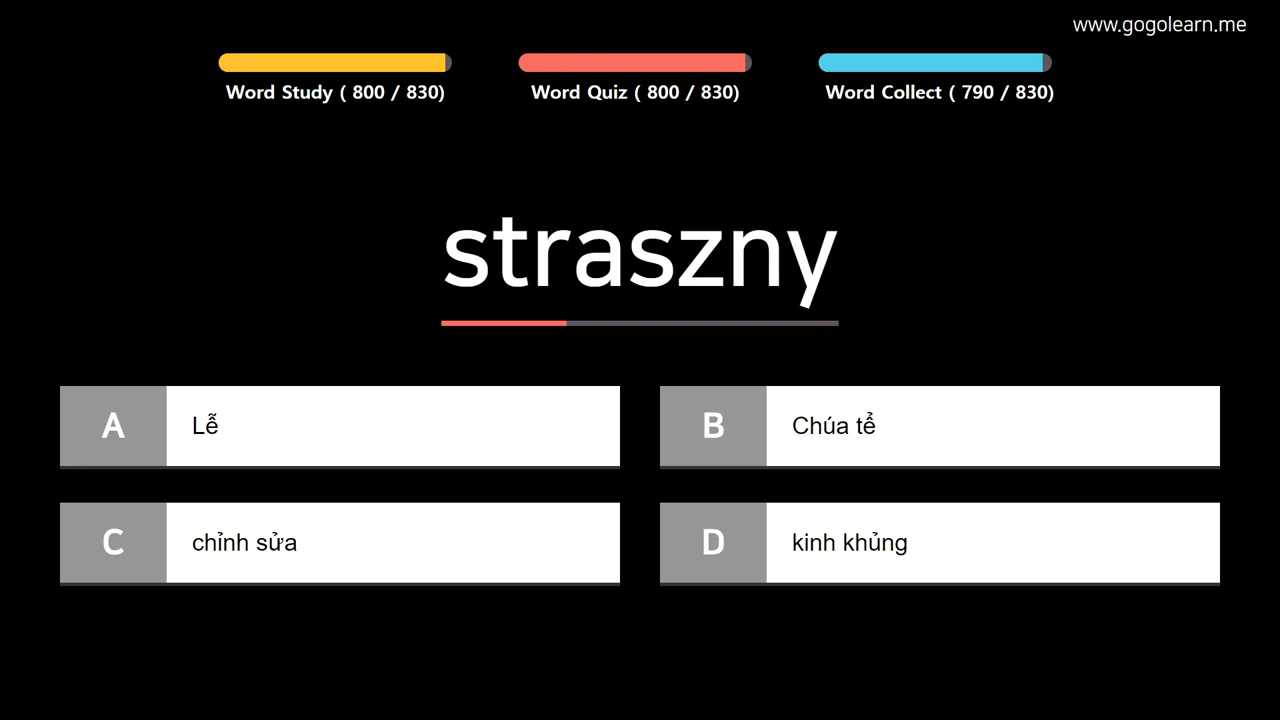 www.gogolearn.me
Word Study ( 800 / 830)
Word Quiz ( 800 / 830)
Word Collect ( 790 / 830)
straszny
A Lễ
B Chúa tể
C chỉnh sửa
D kinh khủng